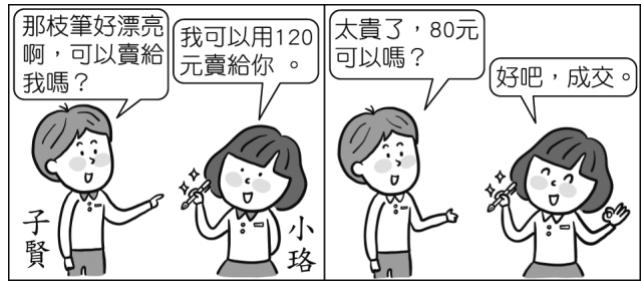 那枝筆好漂亮
啊，可以賣給
我嗎？
我可以用120
元賣給你 。
子賢
小珞
太貴了，80元
可以嗎？
好吧，成交。